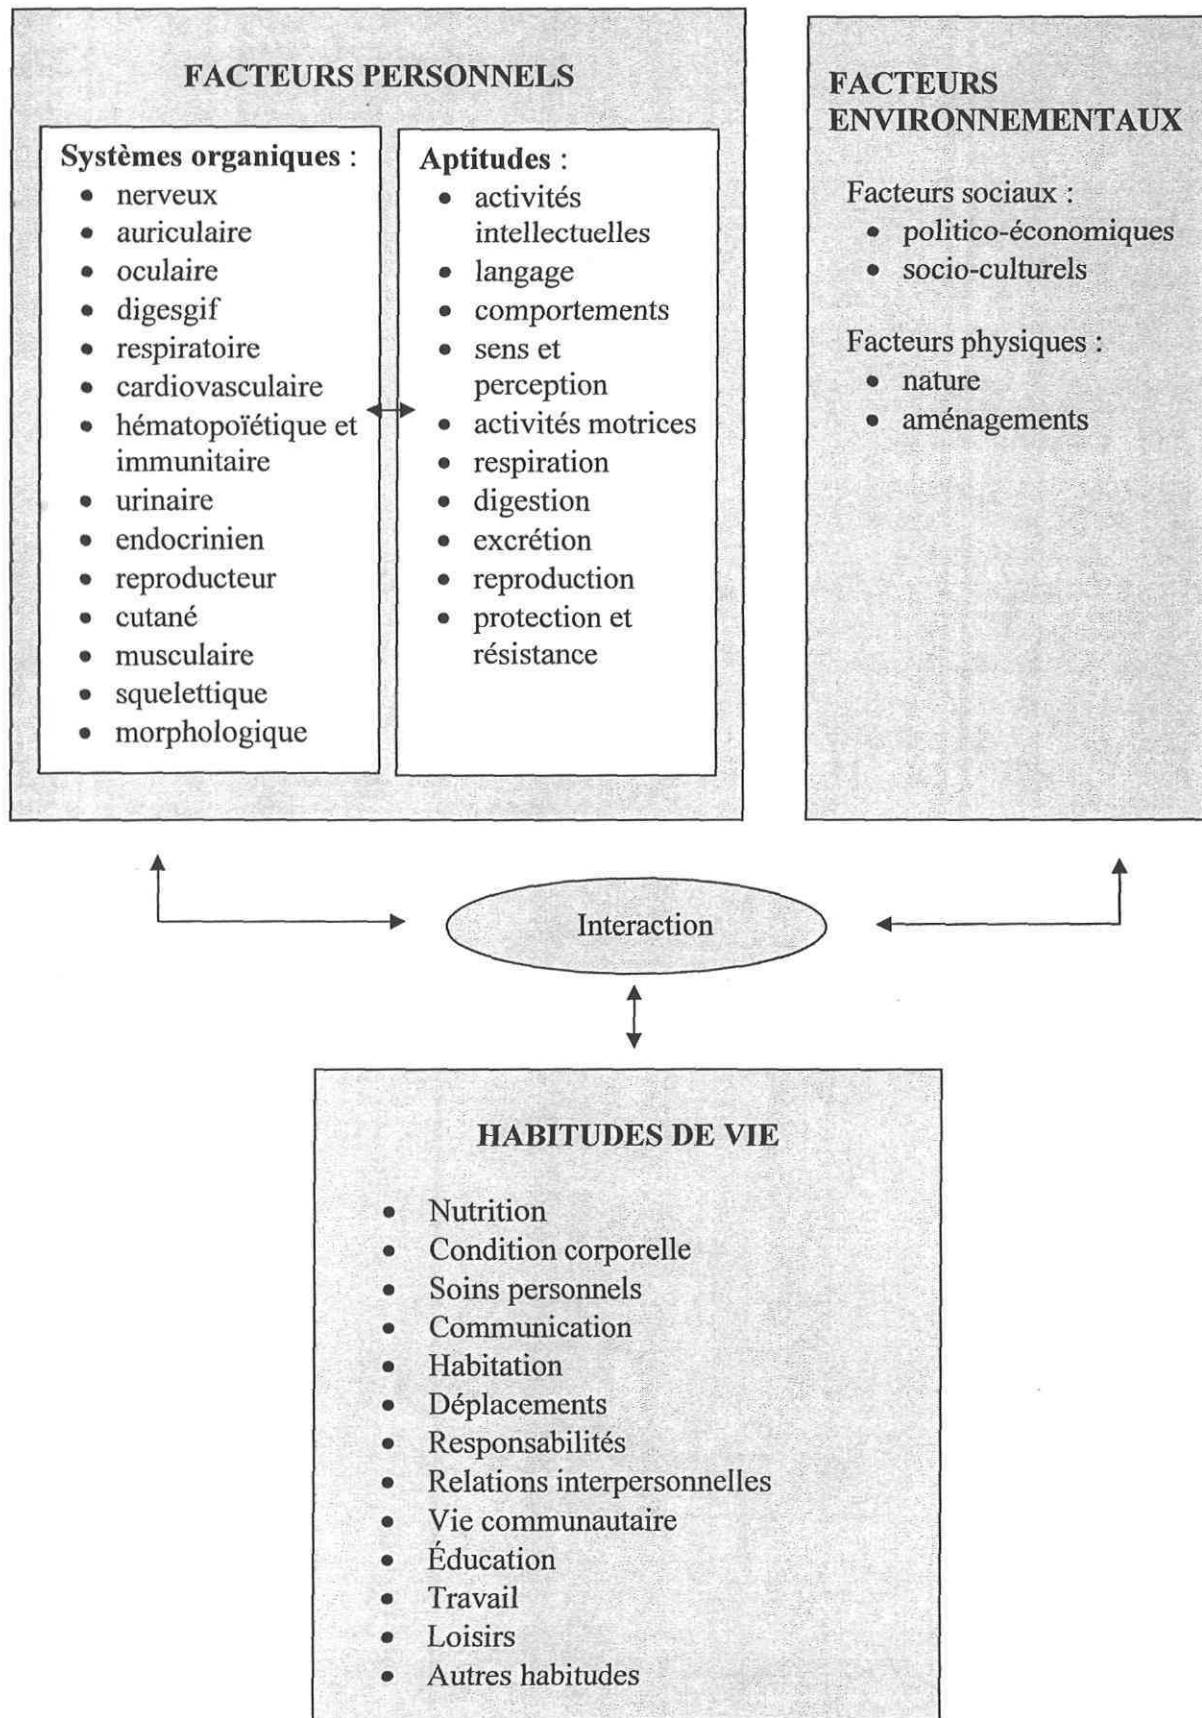 FACTEURS PERSONNELS
Systèmes organiques :
• nerveux
• auriculaire
• oculaire
• digesgif
• respiratoire
• cardiovasculaire
• hématopoïétique et
immunitaire
• urinaire
• endocrinien
• reproducteur
• cutané
• musculaire
• squelettique
• morphologique
Aptitudes :
• activités
intellectuelles
• langage
• comportements
• sens et
perception
• activités motrices
• respiration
• digestion
• excrétion
• reproduction
• protection et
résistance
FACTEURS
ENVIRONNEMENTAUX
Facteurs sociaux :
• politico-économiques
• socio-culturels
Facteurs physiques :
• nature
• aménagements
Interaction
HABITUDES DE VIE
• Nutrition
• Condition corporelle
• Soins personnels
• Communication
• Habitation
• Déplacements
• Responsabilités
• Relations interpersonnelles
• Vie communautaire
• Éducation
• Travail
• Loisirs
• Autres habitudes